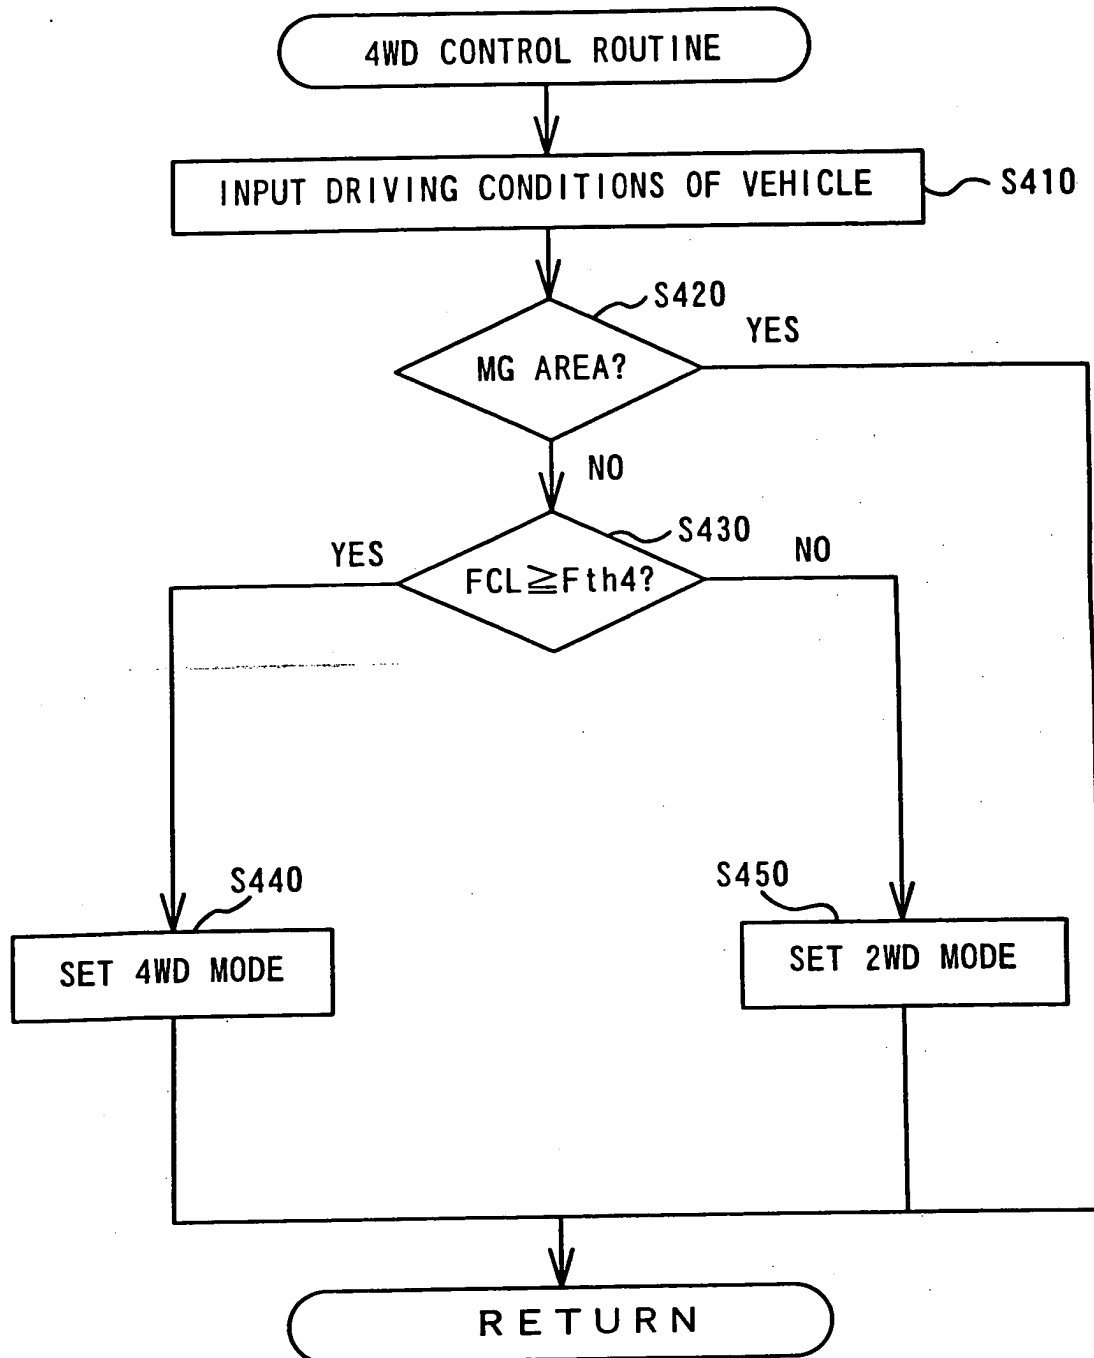 4WD CONTROL ROUTINE
INPUT DRIVING CONDITIONS OF VEHICLE
S410
S420
YES
MG AREA?
NO
S430
YES
NO
FCL≧Fth4?
S440
S450
SET 4WD MODE
SET 2WD MODE
RETURN